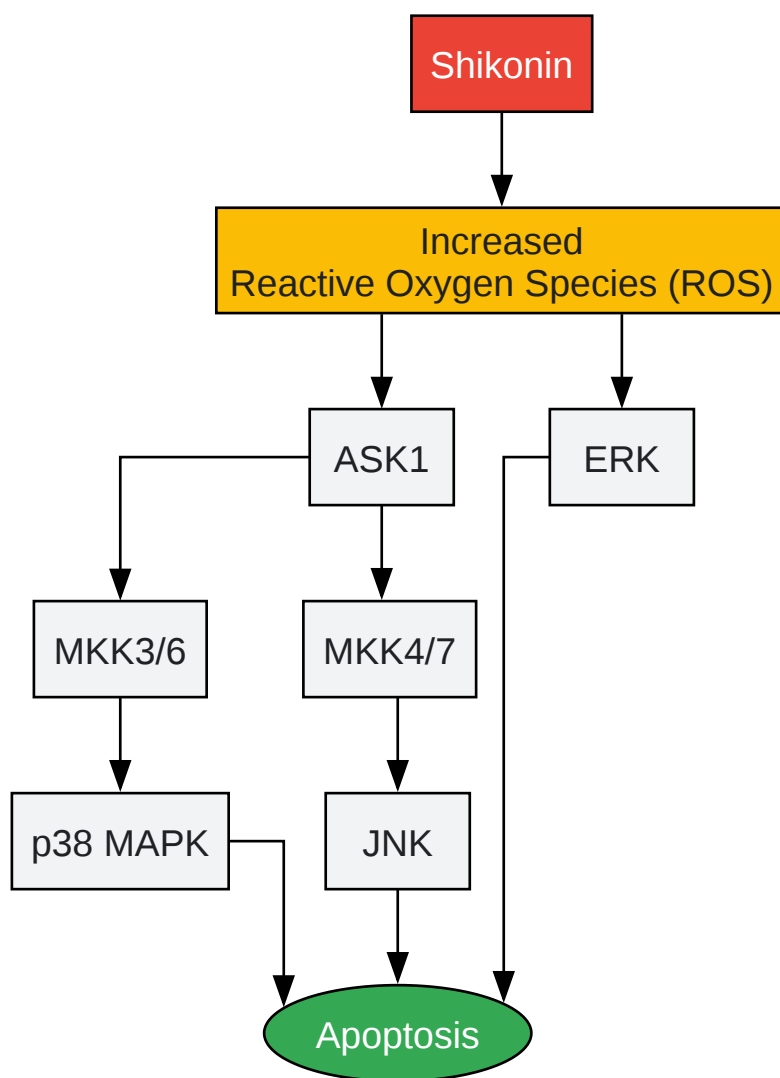 Shikonin
Increased
Reactive Oxygen Species (ROS)
ASK1
ERK
MKK3/6
MKK4/7
p38 MAPK
JNK
Apoptosis